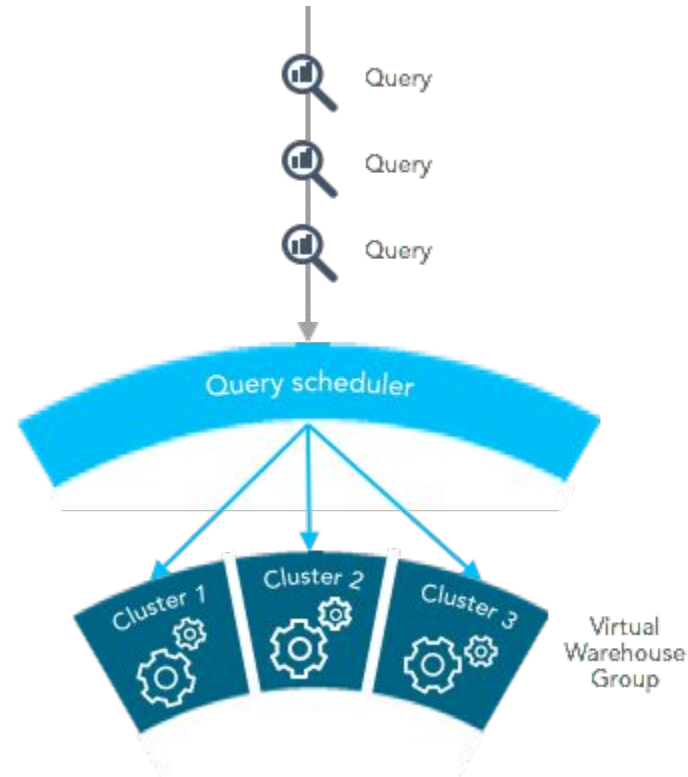 Query
Query
Query
Query scheduler
Cluster 1
Cluster 2
Cluster 3
Virtual
Warehouse
Group